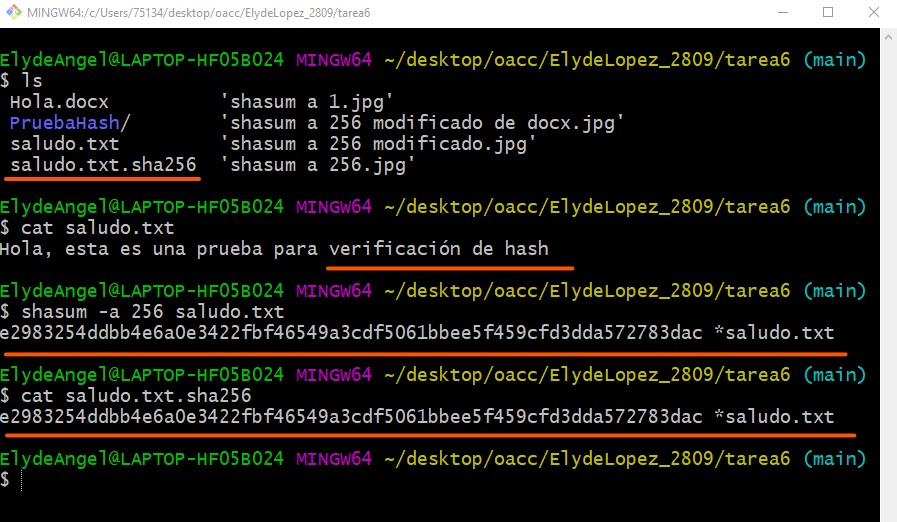 MINGW64:/c/Users/75134/desktop/oacc/ElydeLopez_2809/tarea6
ElydeAngel@LAPTOP-HF05B024 MINGW64 ~/desktop/oacc/ElydeLopez_2809/tarea6 (main)
$ ls
Hola.docx 'shasum a 1.jpg'
PruebaHash/ 'shasum a 256 modificado de docx.jpg'
saludo.txt 'shasum a 256 modificado.jpg'
saludo.txt.sha256 'shasum a 256.jpg'
ElydeAngel@LAPTOP-HF05B024 MINGW64 ~/desktop/oacc/ElydeLopez_2809/tarea6 (main)
$ cat saludo.txt
Hola, esta es una prueba para verificación de hash
ElydeAngel@LAPTOP-HF05B024 MINGW64 ~/desktop/oacc/ElydeLopez_2809/tarea6 (main)
$ shasum -a 256 saludo.txt
e2983254ddbb4e6a0e3422fbf46549a3cdf5061bbee5f459cfd3dda572783dac *saludo.txt
ElydeAngel@LAPTOP-HF05B024 MINGW64 ~/desktop/oacc/ElydeLopez_2809/tarea6 (main)
$ cat saludo.txt.sha256
e2983254ddbb4e6a0e3422fbf46549a3cdf5061bbee5f459cfd3dda572783dac *saludo.txt
ElydeAngel@LAPTOP-HF05B024 MINGW64 ~/desktop/oacc/ElydeLopez_2809/tarea6 (main)
$